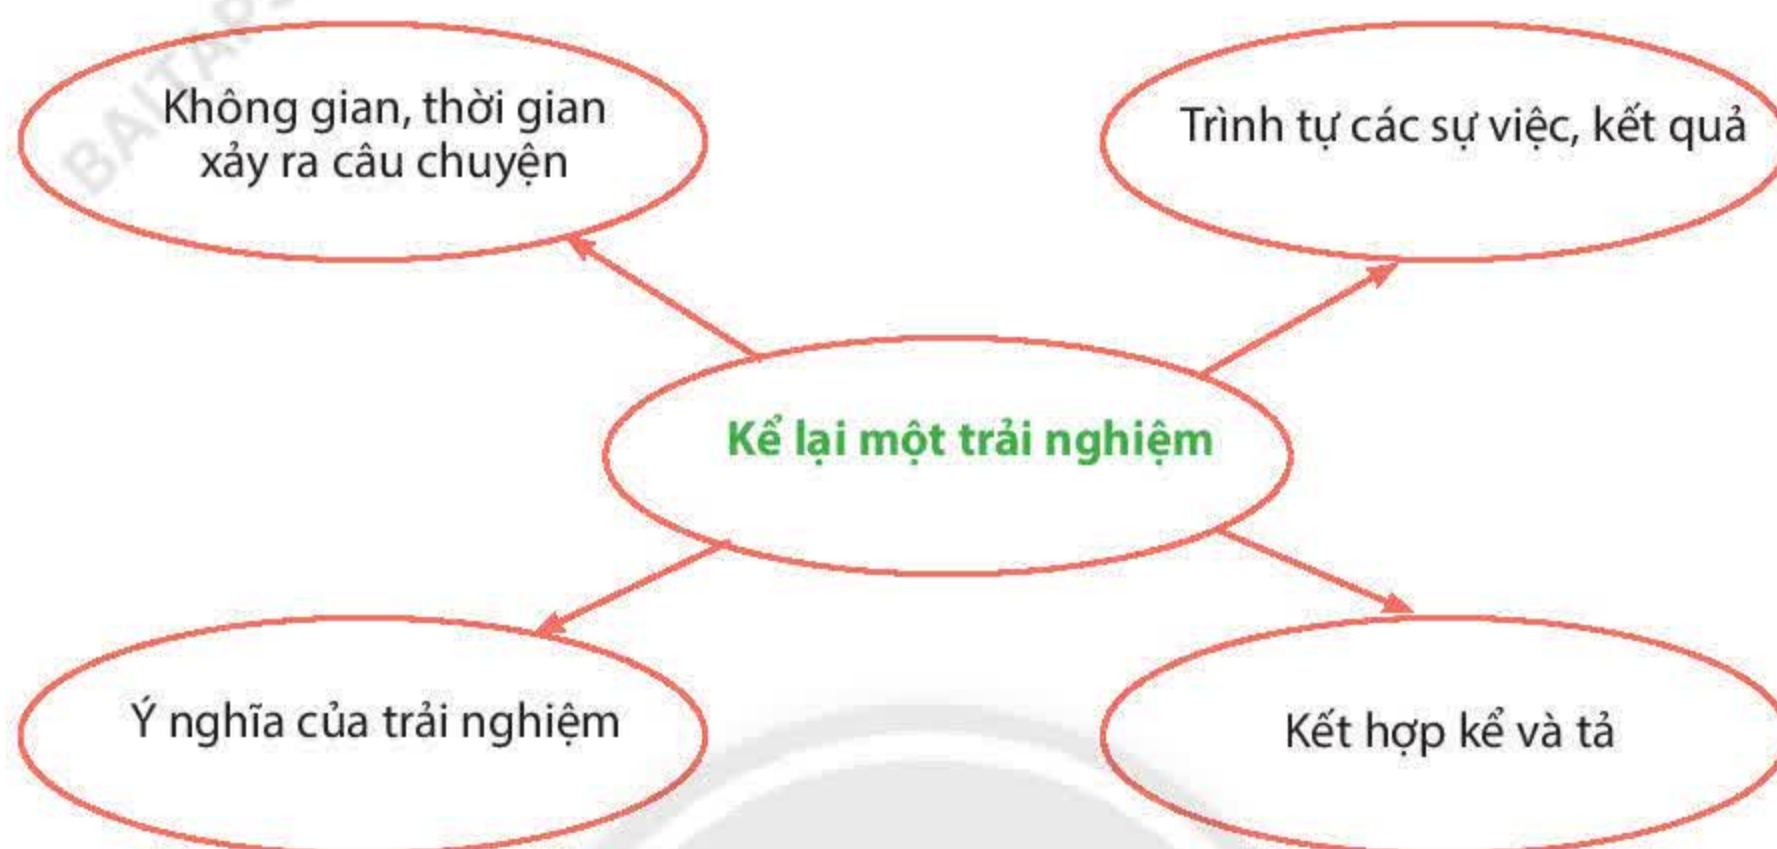 Không gian, thời gian
xảy ra câu chuyện
Trình tự các sự việc, kết quả
Kể lại một trải nghiệm
Ý nghĩa của trải nghiệm
Kết hợp kể và tả